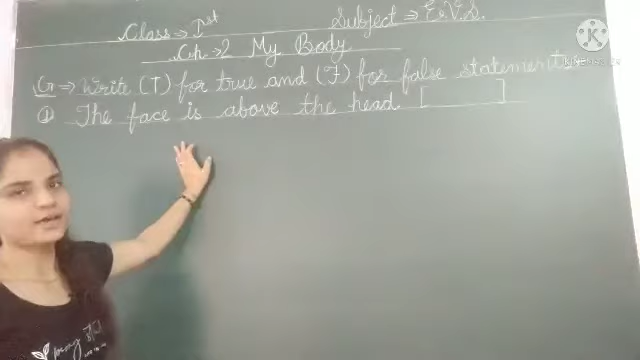 Class → Ist Subject ⇒ E.V.S.
Ch-2 My Body
G ⇒ Write (T) for true and (F) for false statements
① The face is above the head [ ]
KINEMASTER